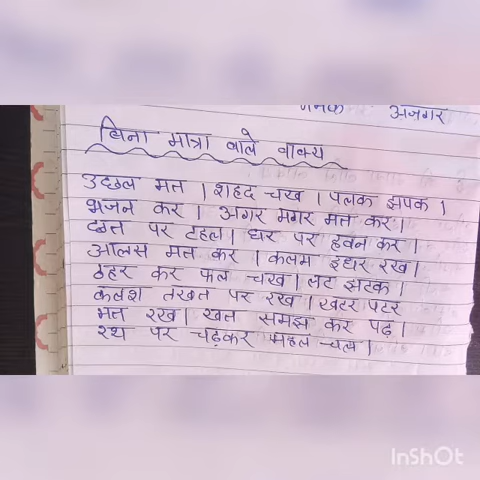 अजगर
बिना मात्रा वाले वाक्य
उछल मत । शहद चख । पलक झपक ।
भजन कर । अगर मगर मत कर ।
छत पर टहल । घर पर हवन कर ।
आलस मत कर । कलम इधर रख ।
ठहर कर फल चख । लट झटक ।
कलश तखत पर रख । खटर पटर
मत रख । खत समझ कर पढ़ ।
रथ पर चढ़कर महल चल ।
InShOt